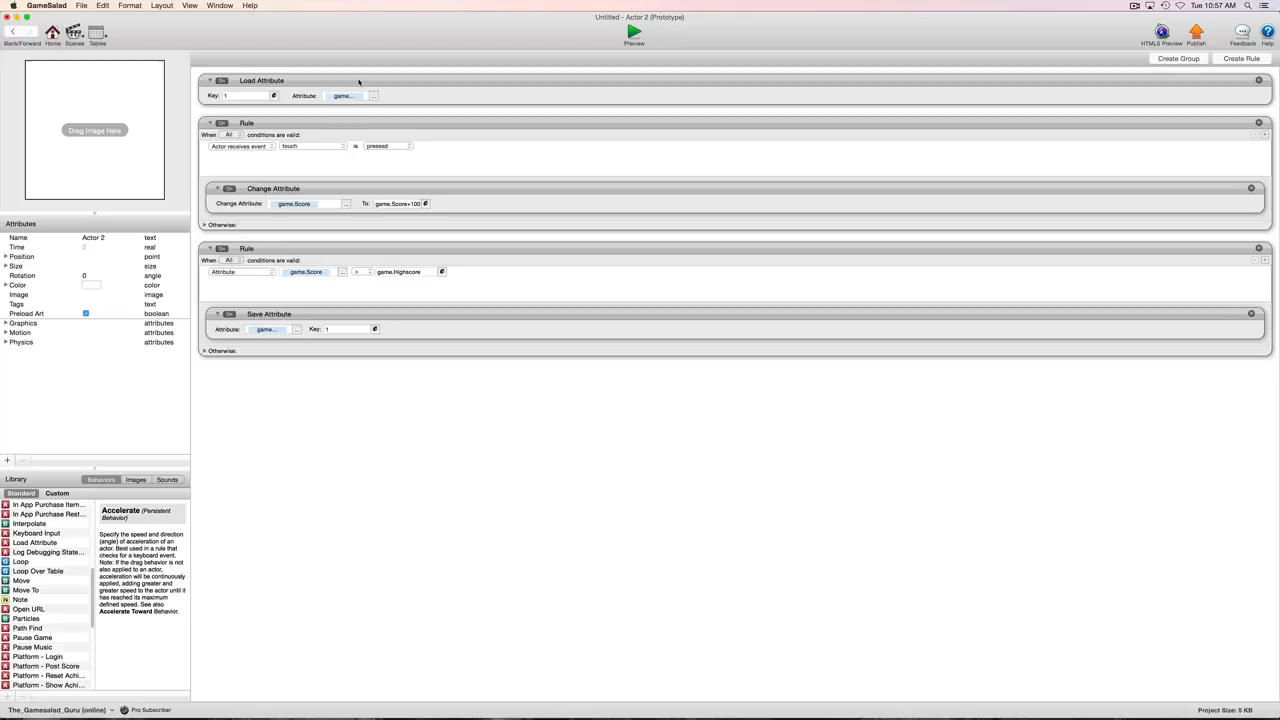 GameSalad File Edit Format Layout View Window Help
Tue 10:57 AM
Untitled - Actor 2 (Prototype)
Back/Forward Home Scenes Tables Preview HTML5 Preview Publish Feedback Help
Create Group Create Rule
Drag Image Here
On Load Attribute
Key: 1 Attribute: game... ...
On Rule
When All conditions are valid:
Actor receives event touch is pressed
On Change Attribute
Change Attribute: game.Score ... To: game.Score+100
Otherwise:
On Rule
When All conditions are valid:
Attribute game.Score ... > game.Highscore
On Save Attribute
Attribute: game... ... Key: 1
Otherwise:
Attributes
Name Actor 2 text
Time 0 real
Position point
Size size
Rotation 0 angle
Color color
Image image
Tags text
Preload Art boolean
Graphics attributes
Motion attributes
Physics attributes
Library Behaviors Images Sounds
Standard Custom
In App Purchase Item...
In App Purchase Rest...
Interpolate
Keyboard Input
Load Attribute
Log Debugging State...
Loop
Loop Over Table
Move
Move To
Note
Open URL
Particles
Path Find
Pause Game
Pause Music
Platform - Login
Platform - Post Score
Platform - Reset Achi...
Platform - Show Achi...
Accelerate (Persistent
Behavior)
Specify the speed and direction
(angle) of acceleration of an
actor. Best used in a rule that
checks for a keyboard event.
Note: If the drag behavior is not
also applied to an actor,
acceleration will be continuously
applied, adding greater and
greater speed to the actor until it
has reached its maximum
defined speed. See also
Accelerate Toward Behavior.
The_Gamesalad_Guru (online) Pro Subscriber
Project Size: 5 KB